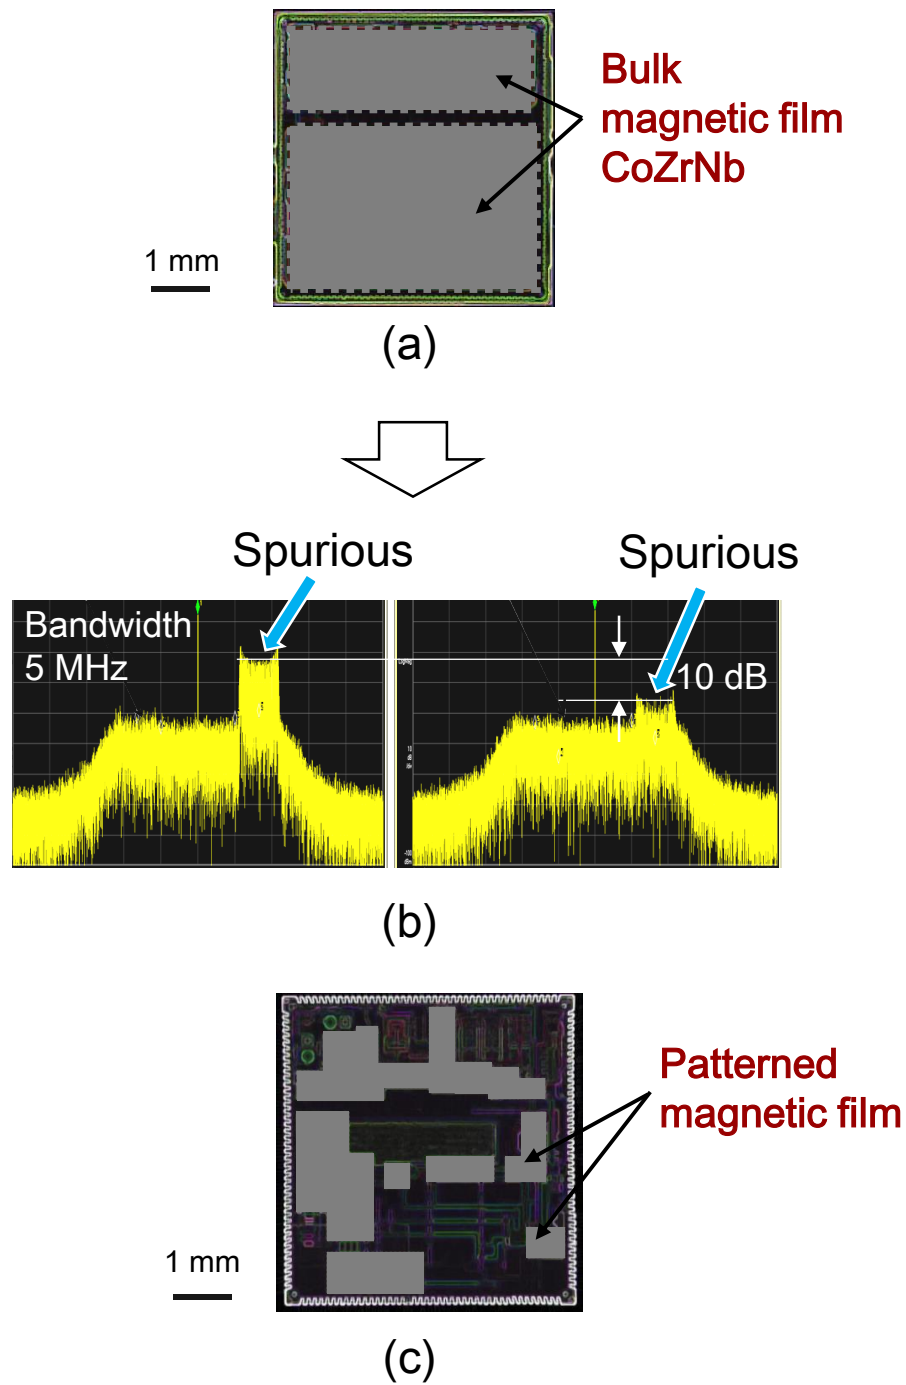 Bulk
magnetic film
CoZrNb
1 mm
(a)
Spurious
Spurious
Bandwidth
5 MHz
10 dB
(b)
Patterned
magnetic film
1 mm
(c)